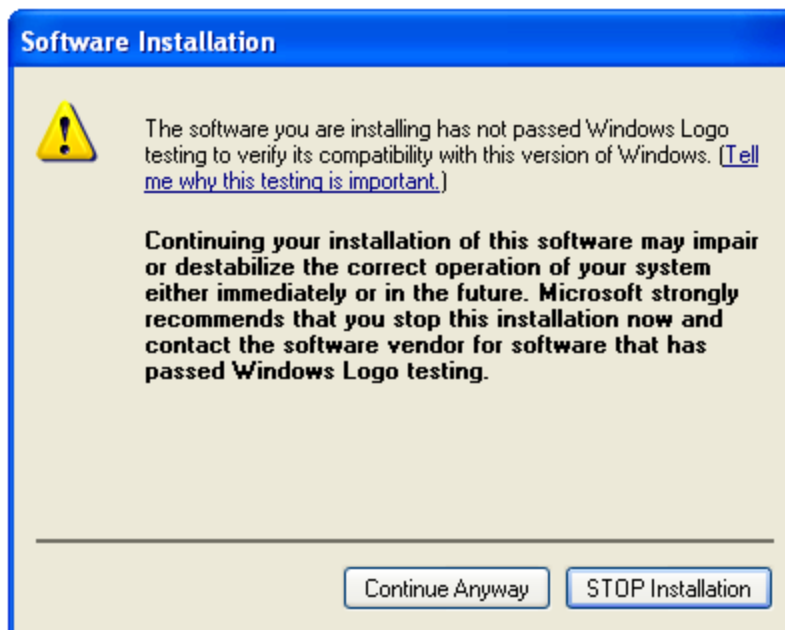 Software Installation
The software you are installing has not passed Windows Logo
testing to verify its compatibility with this version of Windows. (Tell
me why this testing is important.)
Continuing your installation of this software may impair
or destabilize the correct operation of your system
either immediately or in the future. Microsoft strongly
recommends that you stop this installation now and
contact the software vendor for software that has
passed Windows Logo testing.
Continue Anyway
STOP Installation